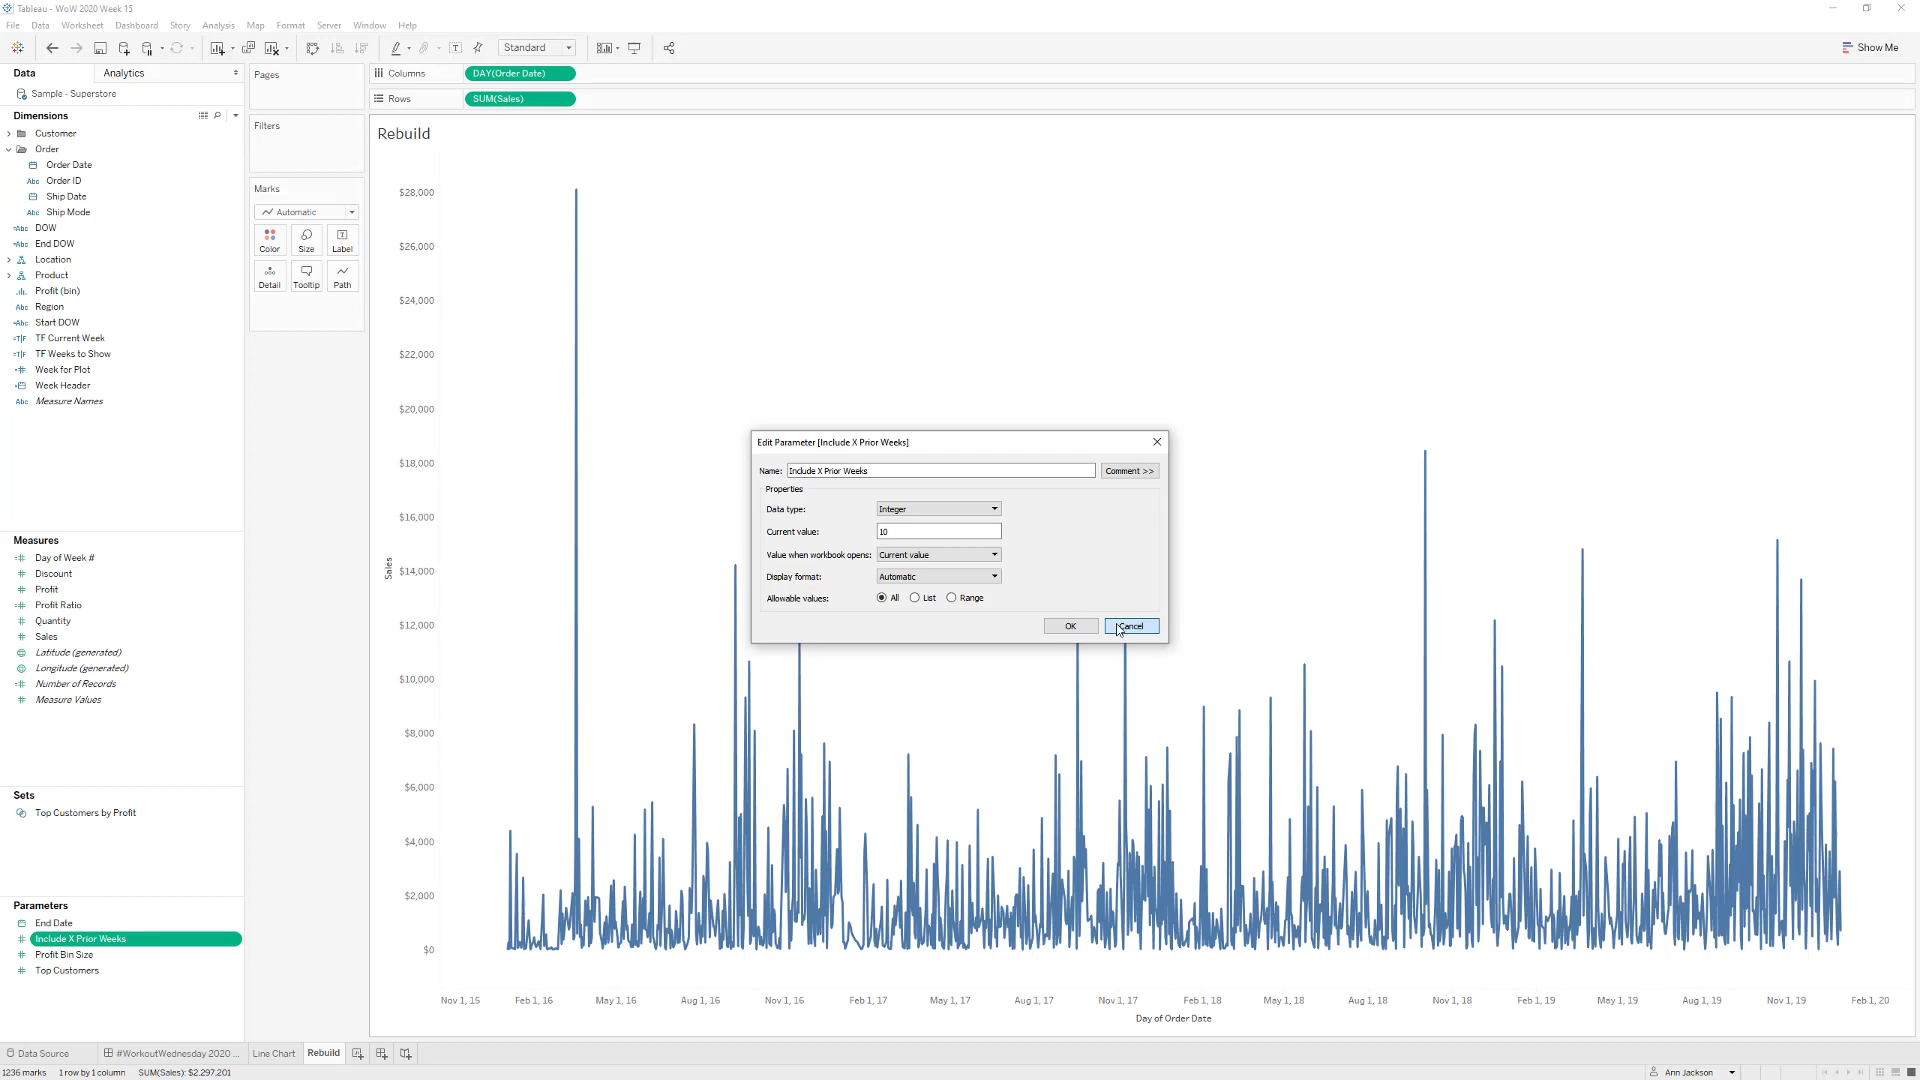 Tableau - WoW 2020 Week 15
File Data Worksheet Dashboard Story Analysis Map Format Server Window Help
Standard
Show Me
Data Analytics
Sample - Superstore
Dimensions
Customer
Order
Order Date
Abc Order ID
Ship Date
Abc Ship Mode
=Abc DOW
=Abc End DOW
Location
Product
Profit (bin)
Abc Region
=Abc Start DOW
=T|F TF Current Week
=T|F TF Weeks to Show
Week for Plot
Week Header
Abc Measure Names
Measures
Day of Week #
Discount
Profit
Profit Ratio
Quantity
Sales
Latitude (generated)
Longitude (generated)
Number of Records
Measure Values
Sets
Top Customers by Profit
Parameters
End Date
Include X Prior Weeks
Profit Bin Size
Top Customers
Pages
Filters
Marks
Automatic
Color Size Label
Detail Tooltip Path
Columns DAY(Order Date)
Rows SUM(Sales)
Rebuild
$28,000
$26,000
$24,000
$22,000
$20,000
$18,000
$16,000
$14,000
$12,000
$10,000
$8,000
$6,000
$4,000
$2,000
$0
Sales
Nov 1, 15 Feb 1, 16 May 1, 16 Aug 1, 16 Nov 1, 16 Feb 1, 17 May 1, 17 Aug 1, 17 Nov 1, 17 Feb 1, 18 May 1, 18 Aug 1, 18 Nov 1, 18 Feb 1, 19 May 1, 19 Aug 1, 19 Nov 1, 19 Feb 1, 20
Day of Order Date
Edit Parameter [Include X Prior Weeks]
Name: Include X Prior Weeks Comment >>
Properties
Data type: Integer
Current value: 10
Value when workbook opens: Current value
Display format: Automatic
Allowable values: All List Range
OK Cancel
Data Source #WorkoutWednesday 2020 ... Line Chart Rebuild
1236 marks 1 row by 1 column SUM(Sales): $2,297,201
Ann Jackson